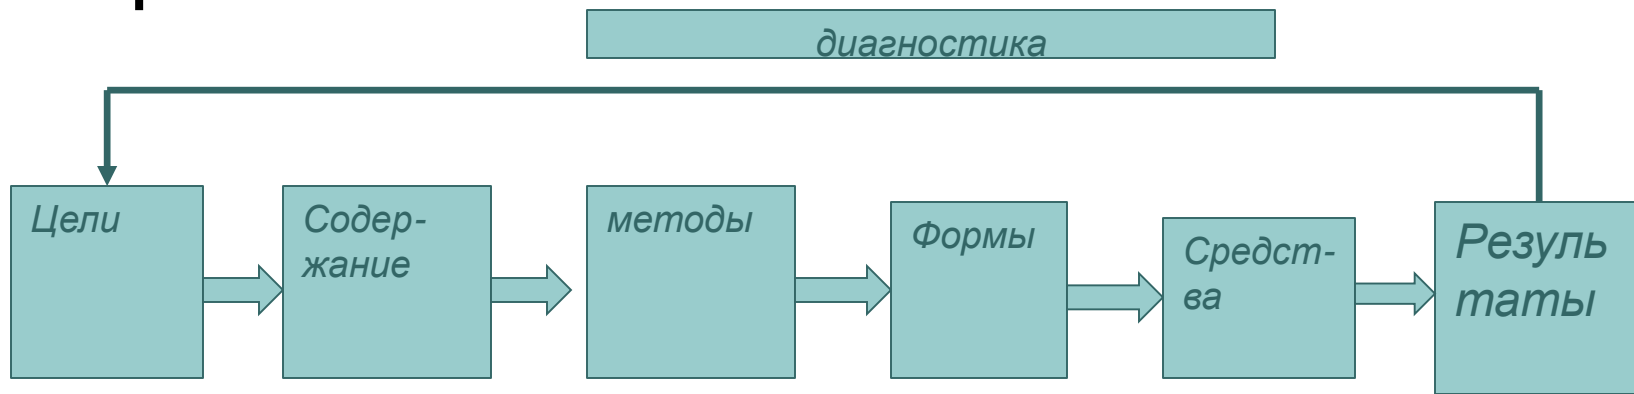 диагностика
Цели
Содер-
жание
методы
Формы
Средст-
ва
Резуль
таты